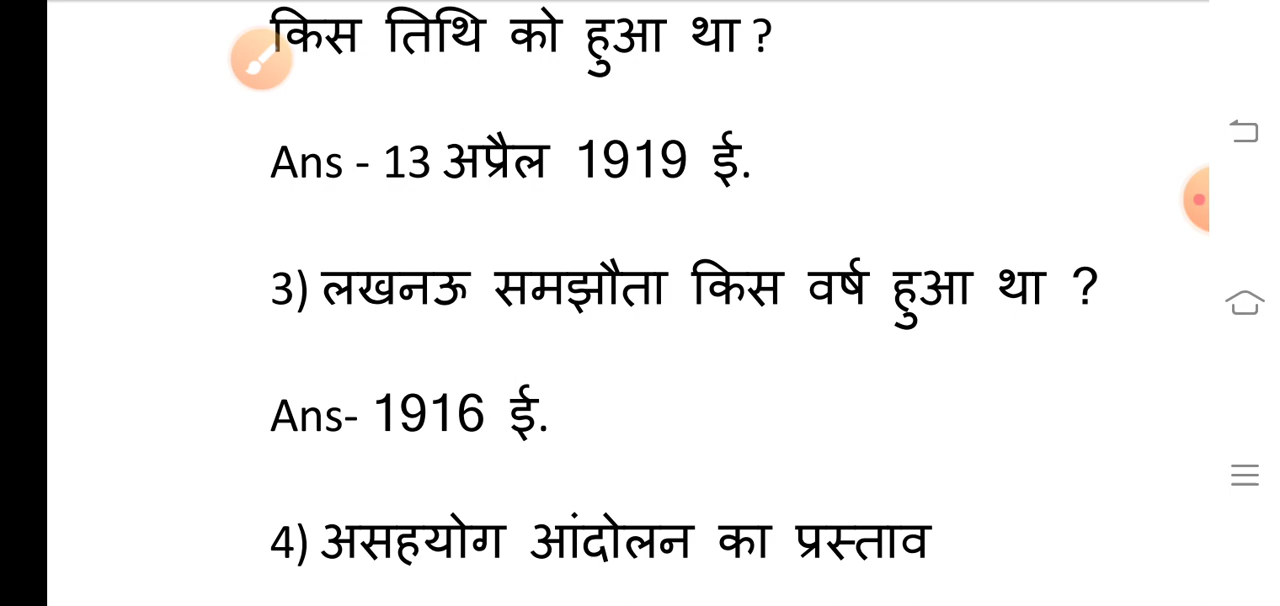 किस तिथि को हुआ था ?
Ans - 13 अप्रैल 1919 ई.
3) लखनऊ समझौता किस वर्ष हुआ था ?
Ans- 1916 ई.
4) असहयोग आंदोलन का प्रस्ताव